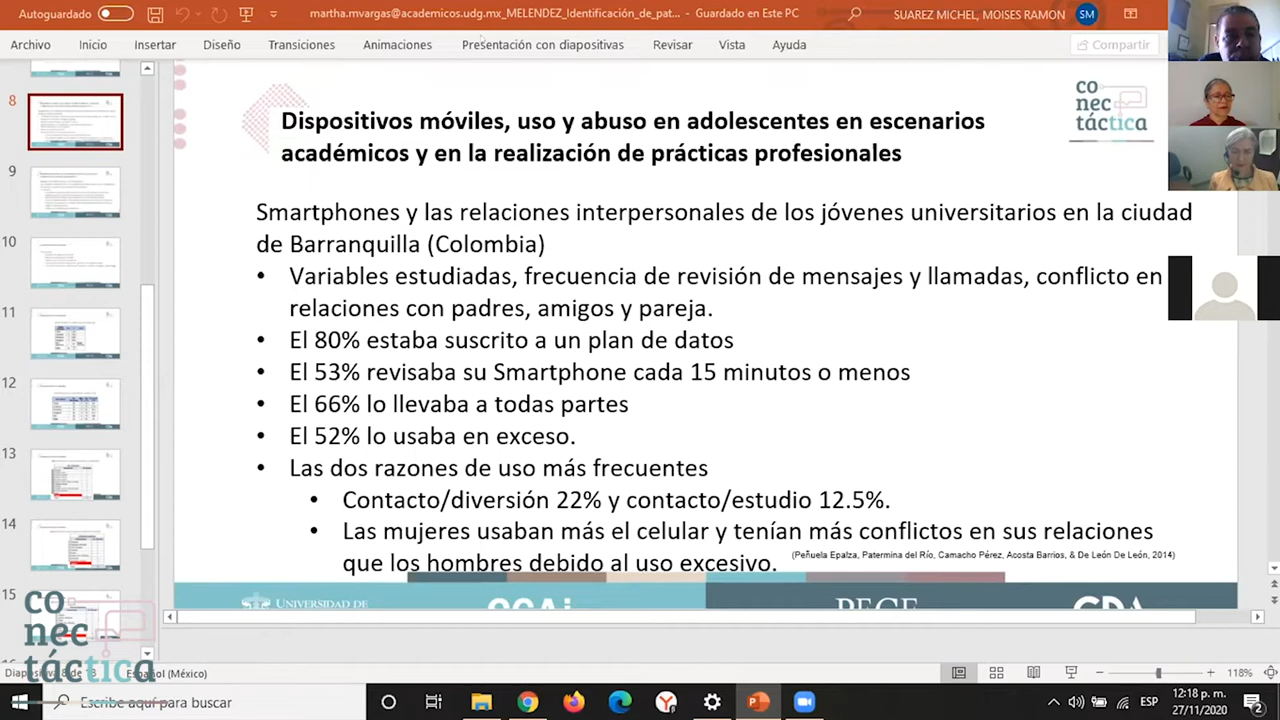 Autoguardado
martha.mvargas@academicos.udg.mx_MELENDEZ_Identificación_de_pat... - Guardado en Este PC
SUAREZ MICHEL, MOISES RAMON
SM
Archivo Inicio Insertar Diseño Transiciones Animaciones Presentación con diapositivas Revisar Vista Ayuda Compartir
8
9
10
11
12
13
14
15
Dispositivos móviles, uso y abuso en adolescentes en escenarios
académicos y en la realización de prácticas profesionales
co
nec
táctica
Smartphones y las relaciones interpersonales de los jóvenes universitarios en la ciudad
de Barranquilla (Colombia)
• Variables estudiadas, frecuencia de revisión de mensajes y llamadas, conflicto en
relaciones con padres, amigos y pareja.
• El 80% estaba suscrito a un plan de datos
• El 53% revisaba su Smartphone cada 15 minutos o menos
• El 66% lo llevaba a todas partes
• El 52% lo usaba en exceso.
• Las dos razones de uso más frecuentes
• Contacto/diversión 22% y contacto/estudio 12.5%.
• Las mujeres usaban más el celular y tenían más conflictos en sus relaciones
que los hombres debido al uso excesivo.
(Peñuela Epalza, Patermina del Río, Camacho Pérez, Acosta Barrios, & De León De León, 2014)
UNIVERSIDAD DE
co
nec
táctica
Diapositiva 8 de 18
Español (México)
118%
Escribe aquí para buscar
ESP
12:18 p. m.
27/11/2020
2